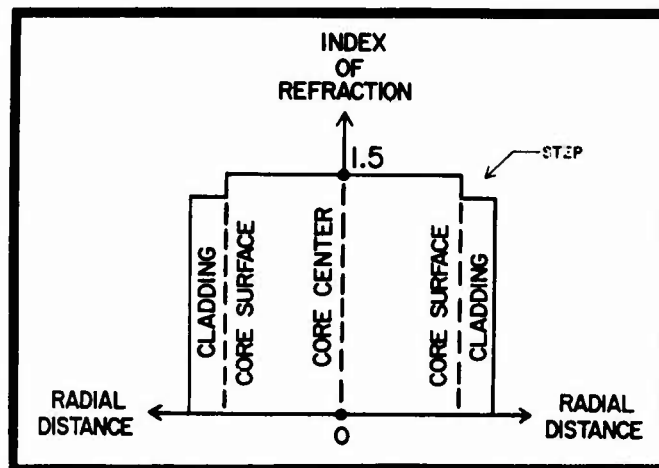 INDEX
OF
REFRACTION
1.5
STEP
CLADDING
CORE SURFACE
CORE CENTER
CORE SURFACE
CLADDING
RADIAL
DISTANCE
0
RADIAL
DISTANCE